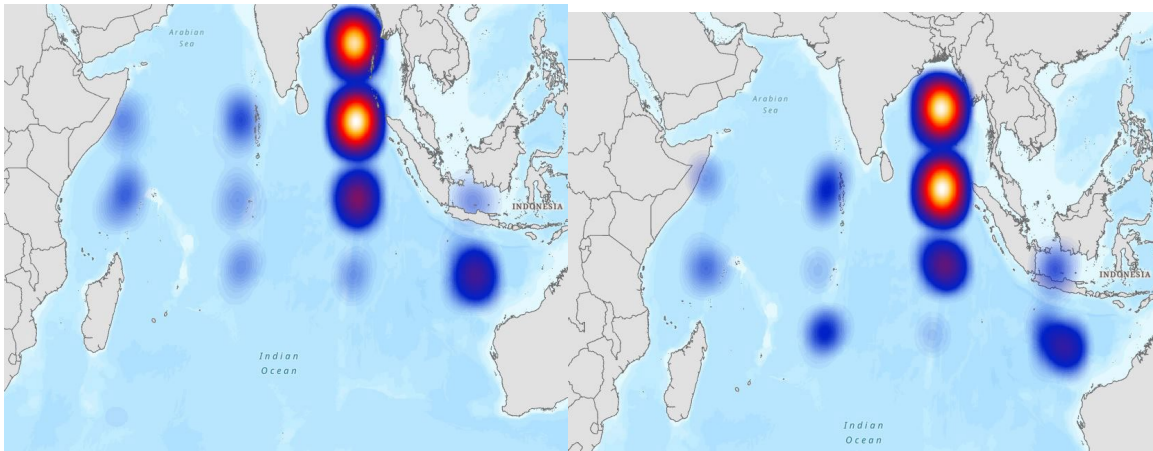 Arabian
Sea
INDONESIA
Indian
Ocean
Arabian
Sea
INDONESIA
Indian
Ocean